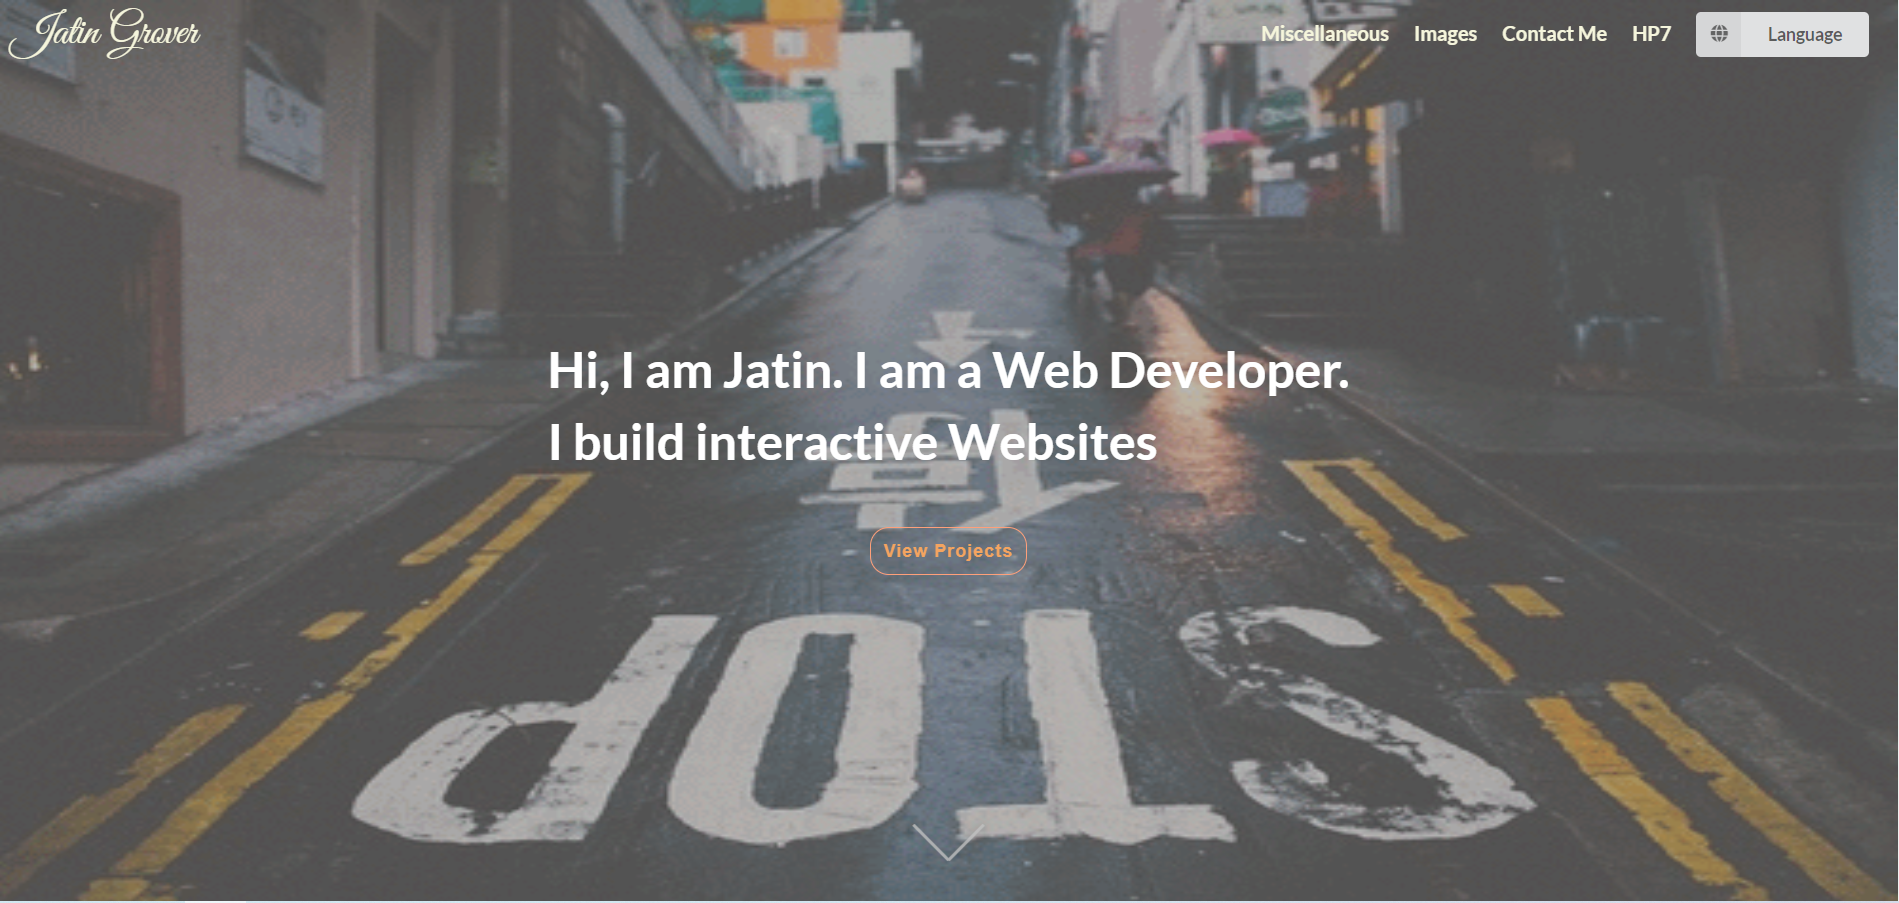 Jatin Grover
Miscellaneous Images Contact Me HP7 Language
Hi, I am Jatin. I am a Web Developer.
I build interactive Websites
View Projects
STOP